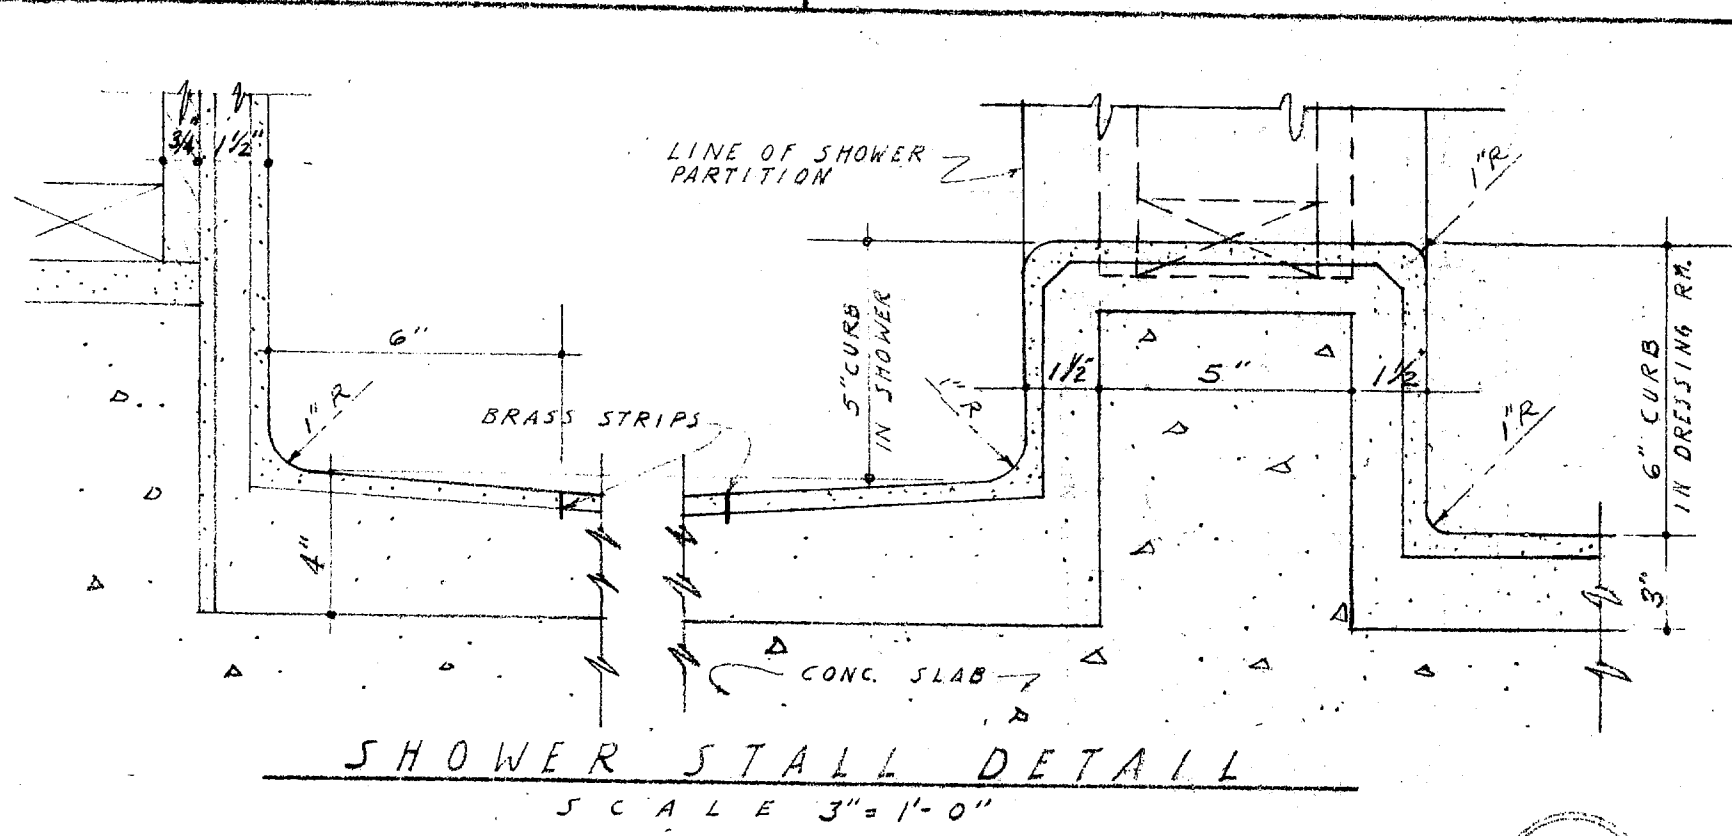 3/4"
1 1/2"
LINE OF SHOWER
PARTITION
1"R
6"
5" CURB
IN SHOWER
1 1/2"
5"
1 1/2
6" CURB
IN DRESSING RM.
1" R
BRASS STRIPS
1"R
1"R
4"
3"
CONC. SLAB
SHOWER STALL DETAIL
SCALE 3"=1'-0"